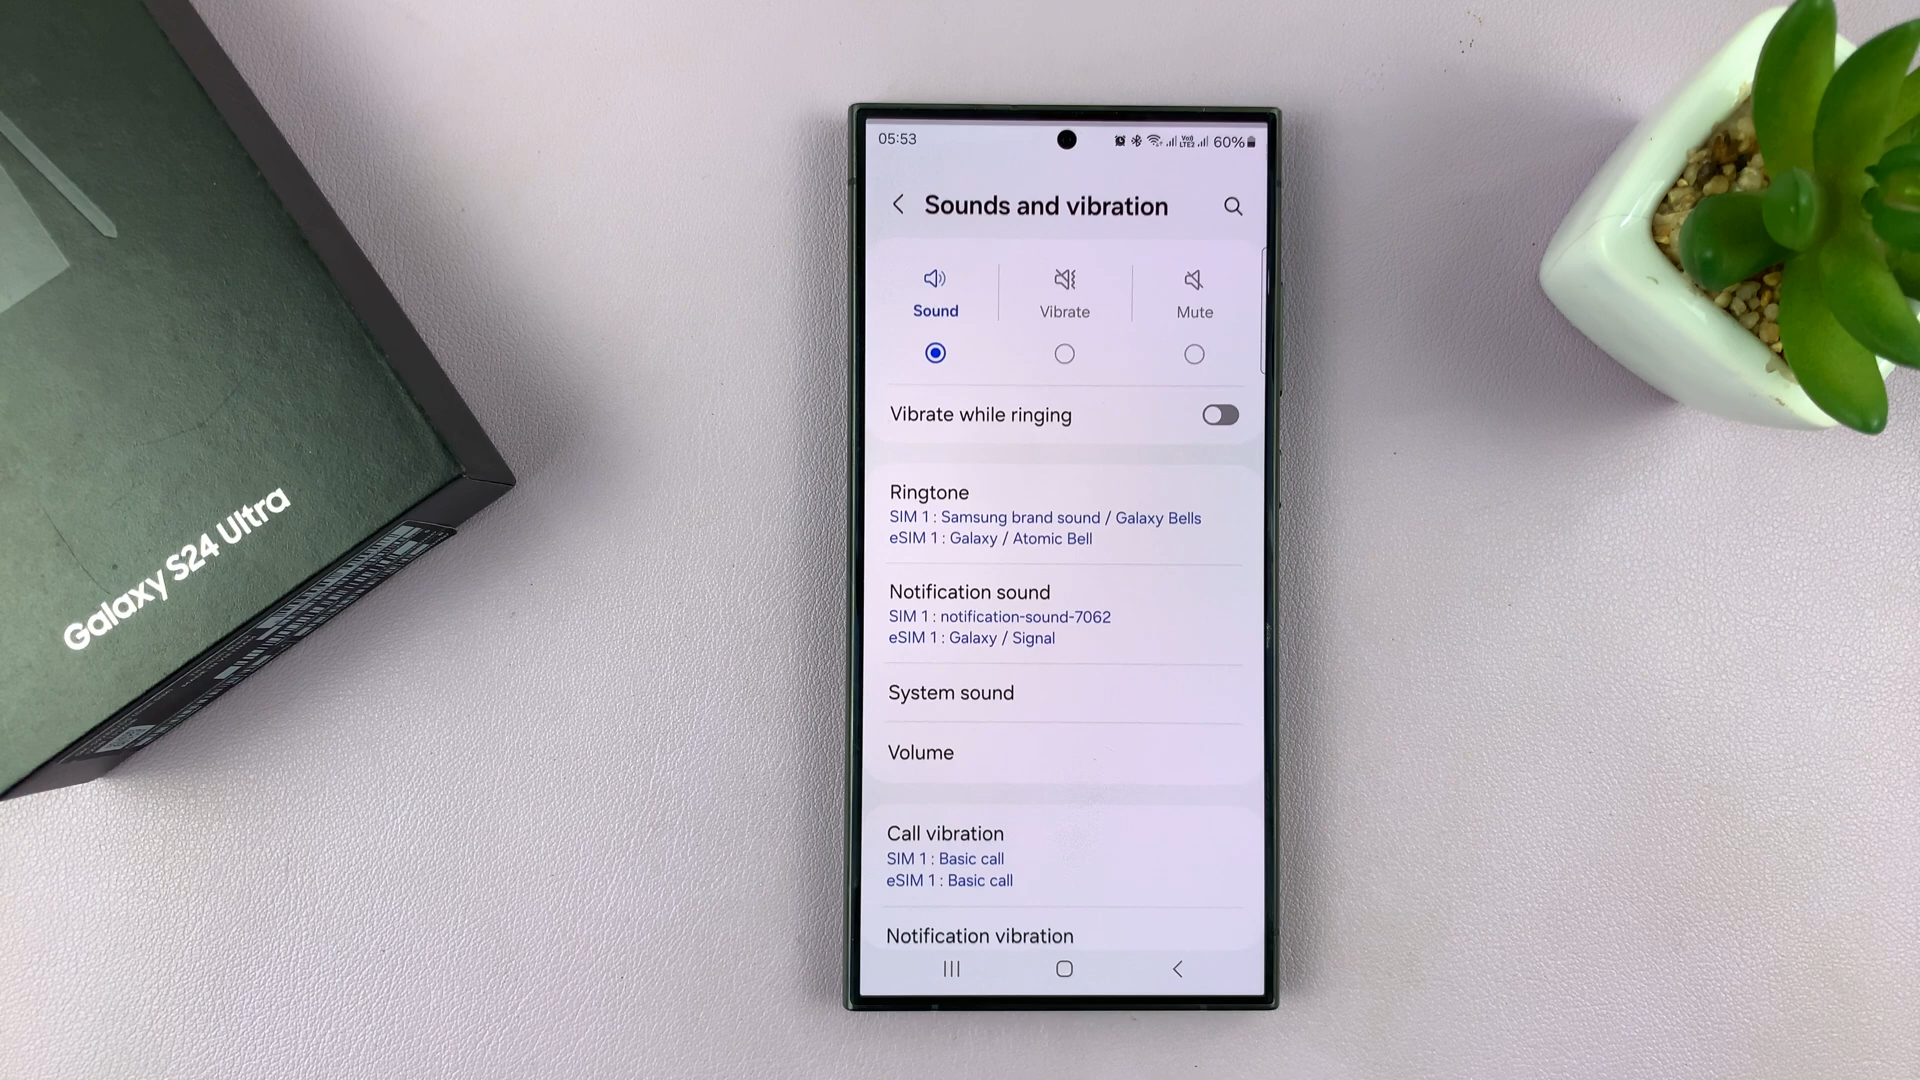 Galaxy S24 Ultra
05:53
60%
Sounds and vibration
Sound
Vibrate
Mute
Vibrate while ringing
Ringtone
SIM 1 : Samsung brand sound / Galaxy Bells
eSIM 1 : Galaxy / Atomic Bell
Notification sound
SIM 1 : notification-sound-7062
eSIM 1 : Galaxy / Signal
System sound
Volume
Call vibration
SIM 1 : Basic call
eSIM 1 : Basic call
Notification vibration